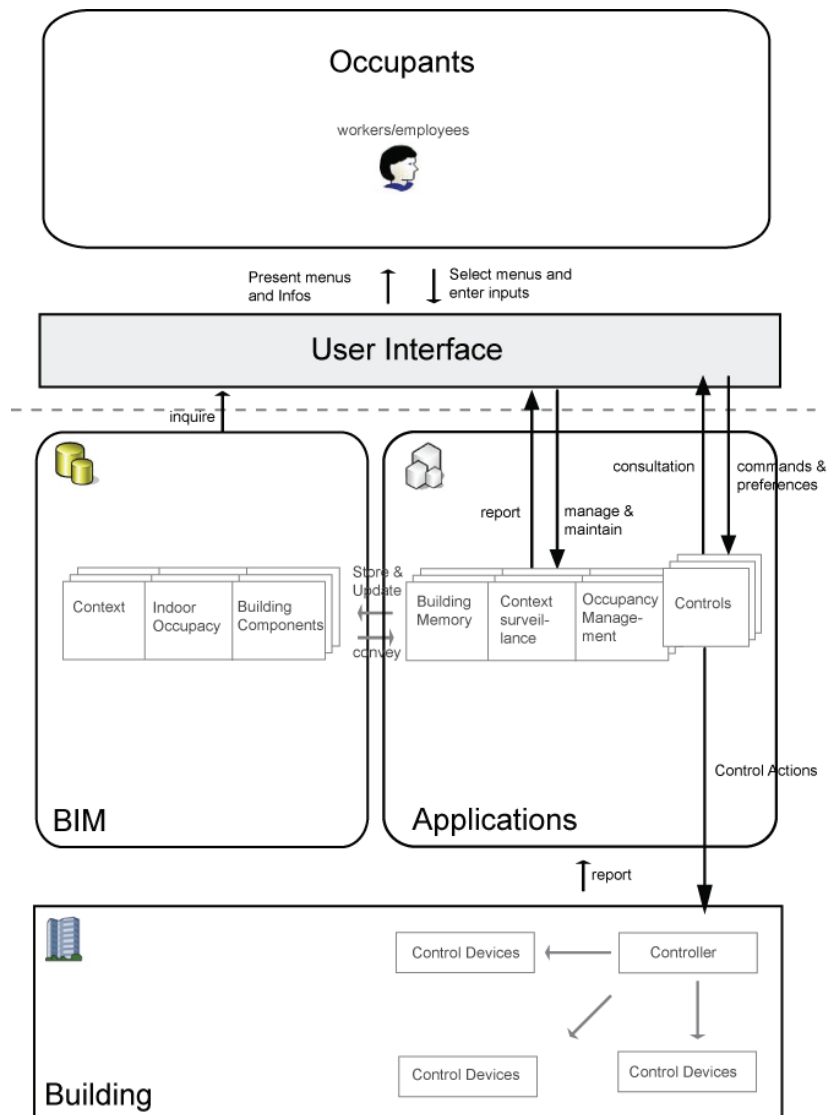 Occupants
workers/employees
Present menus
and Infos
Select menus and
enter inputs
User Interface
inquire
report
manage &
maintain
consultation
commands &
preferences
Context
Indoor
Occupacy
Building
Components
Store &
Update
convey
Building
Memory
Context
surveil-
lance
Occupancy
Manage-
ment
Controls
Control Actions
BIM
Applications
report
Control Devices
Controller
Control Devices
Control Devices
Building